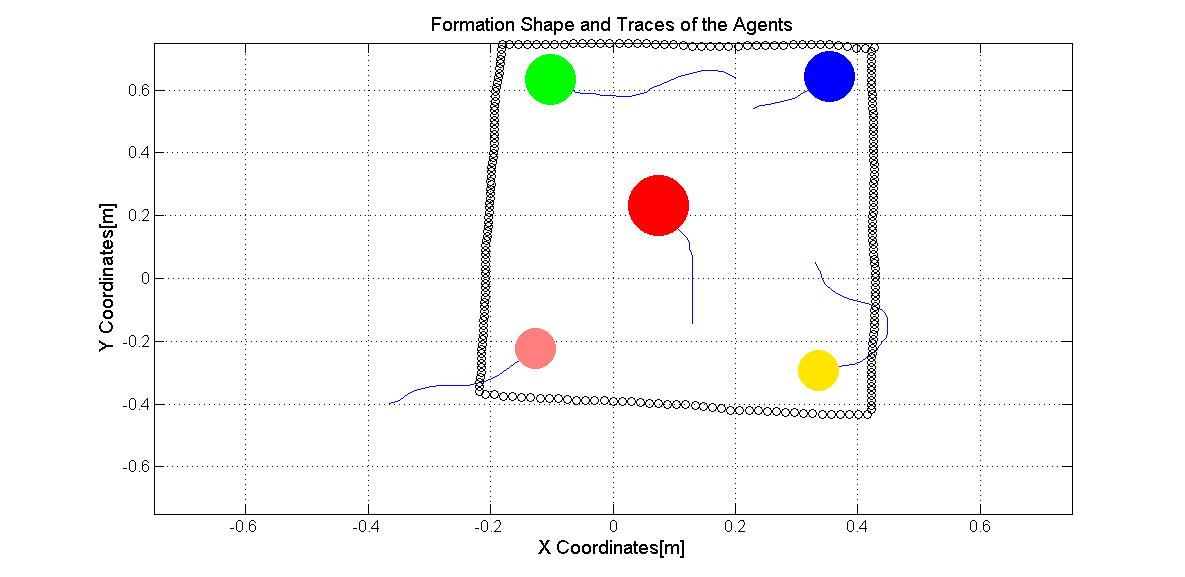 Formation Shape and Traces of the Agents
0.6
0.4
0.2
0
-0.2
-0.4
-0.6
Y Coordinates[m]
-0.6 -0.4 -0.2 0 0.2 0.4 0.6
X Coordinates[m]